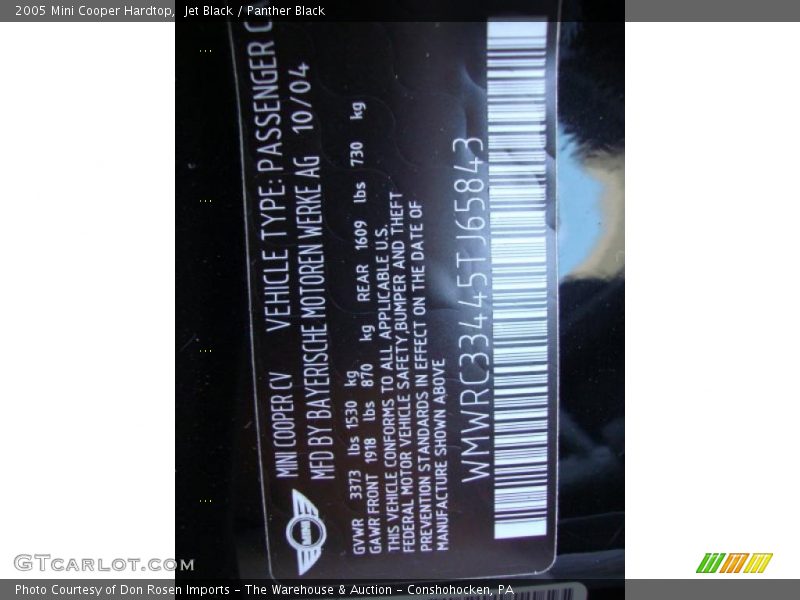 2005 Mini Cooper Hardtop, Jet Black / Panther Black
MINI COOPER CV VEHICLE TYPE: PASSENGER C
MFD BY BAYERISCHE MOTOREN WERKE AG 10/04
GVWR 3373 lbs 1530 kg
GAWR FRONT 1918 lbs 870 kg REAR 1609 lbs 730 kg
THIS VEHICLE CONFORMS TO ALL APPLICABLE U.S.
FEDERAL MOTOR VEHICLE SAFETY,BUMPER AND THEFT
PREVENTION STANDARDS IN EFFECT ON THE DATE OF
MANUFACTURE SHOWN ABOVE
WMWRC33445TJ65843
MINI
GTcarlot.com
Photo Courtesy of Don Rosen Imports - The Warehouse & Auction - Conshohocken, PA